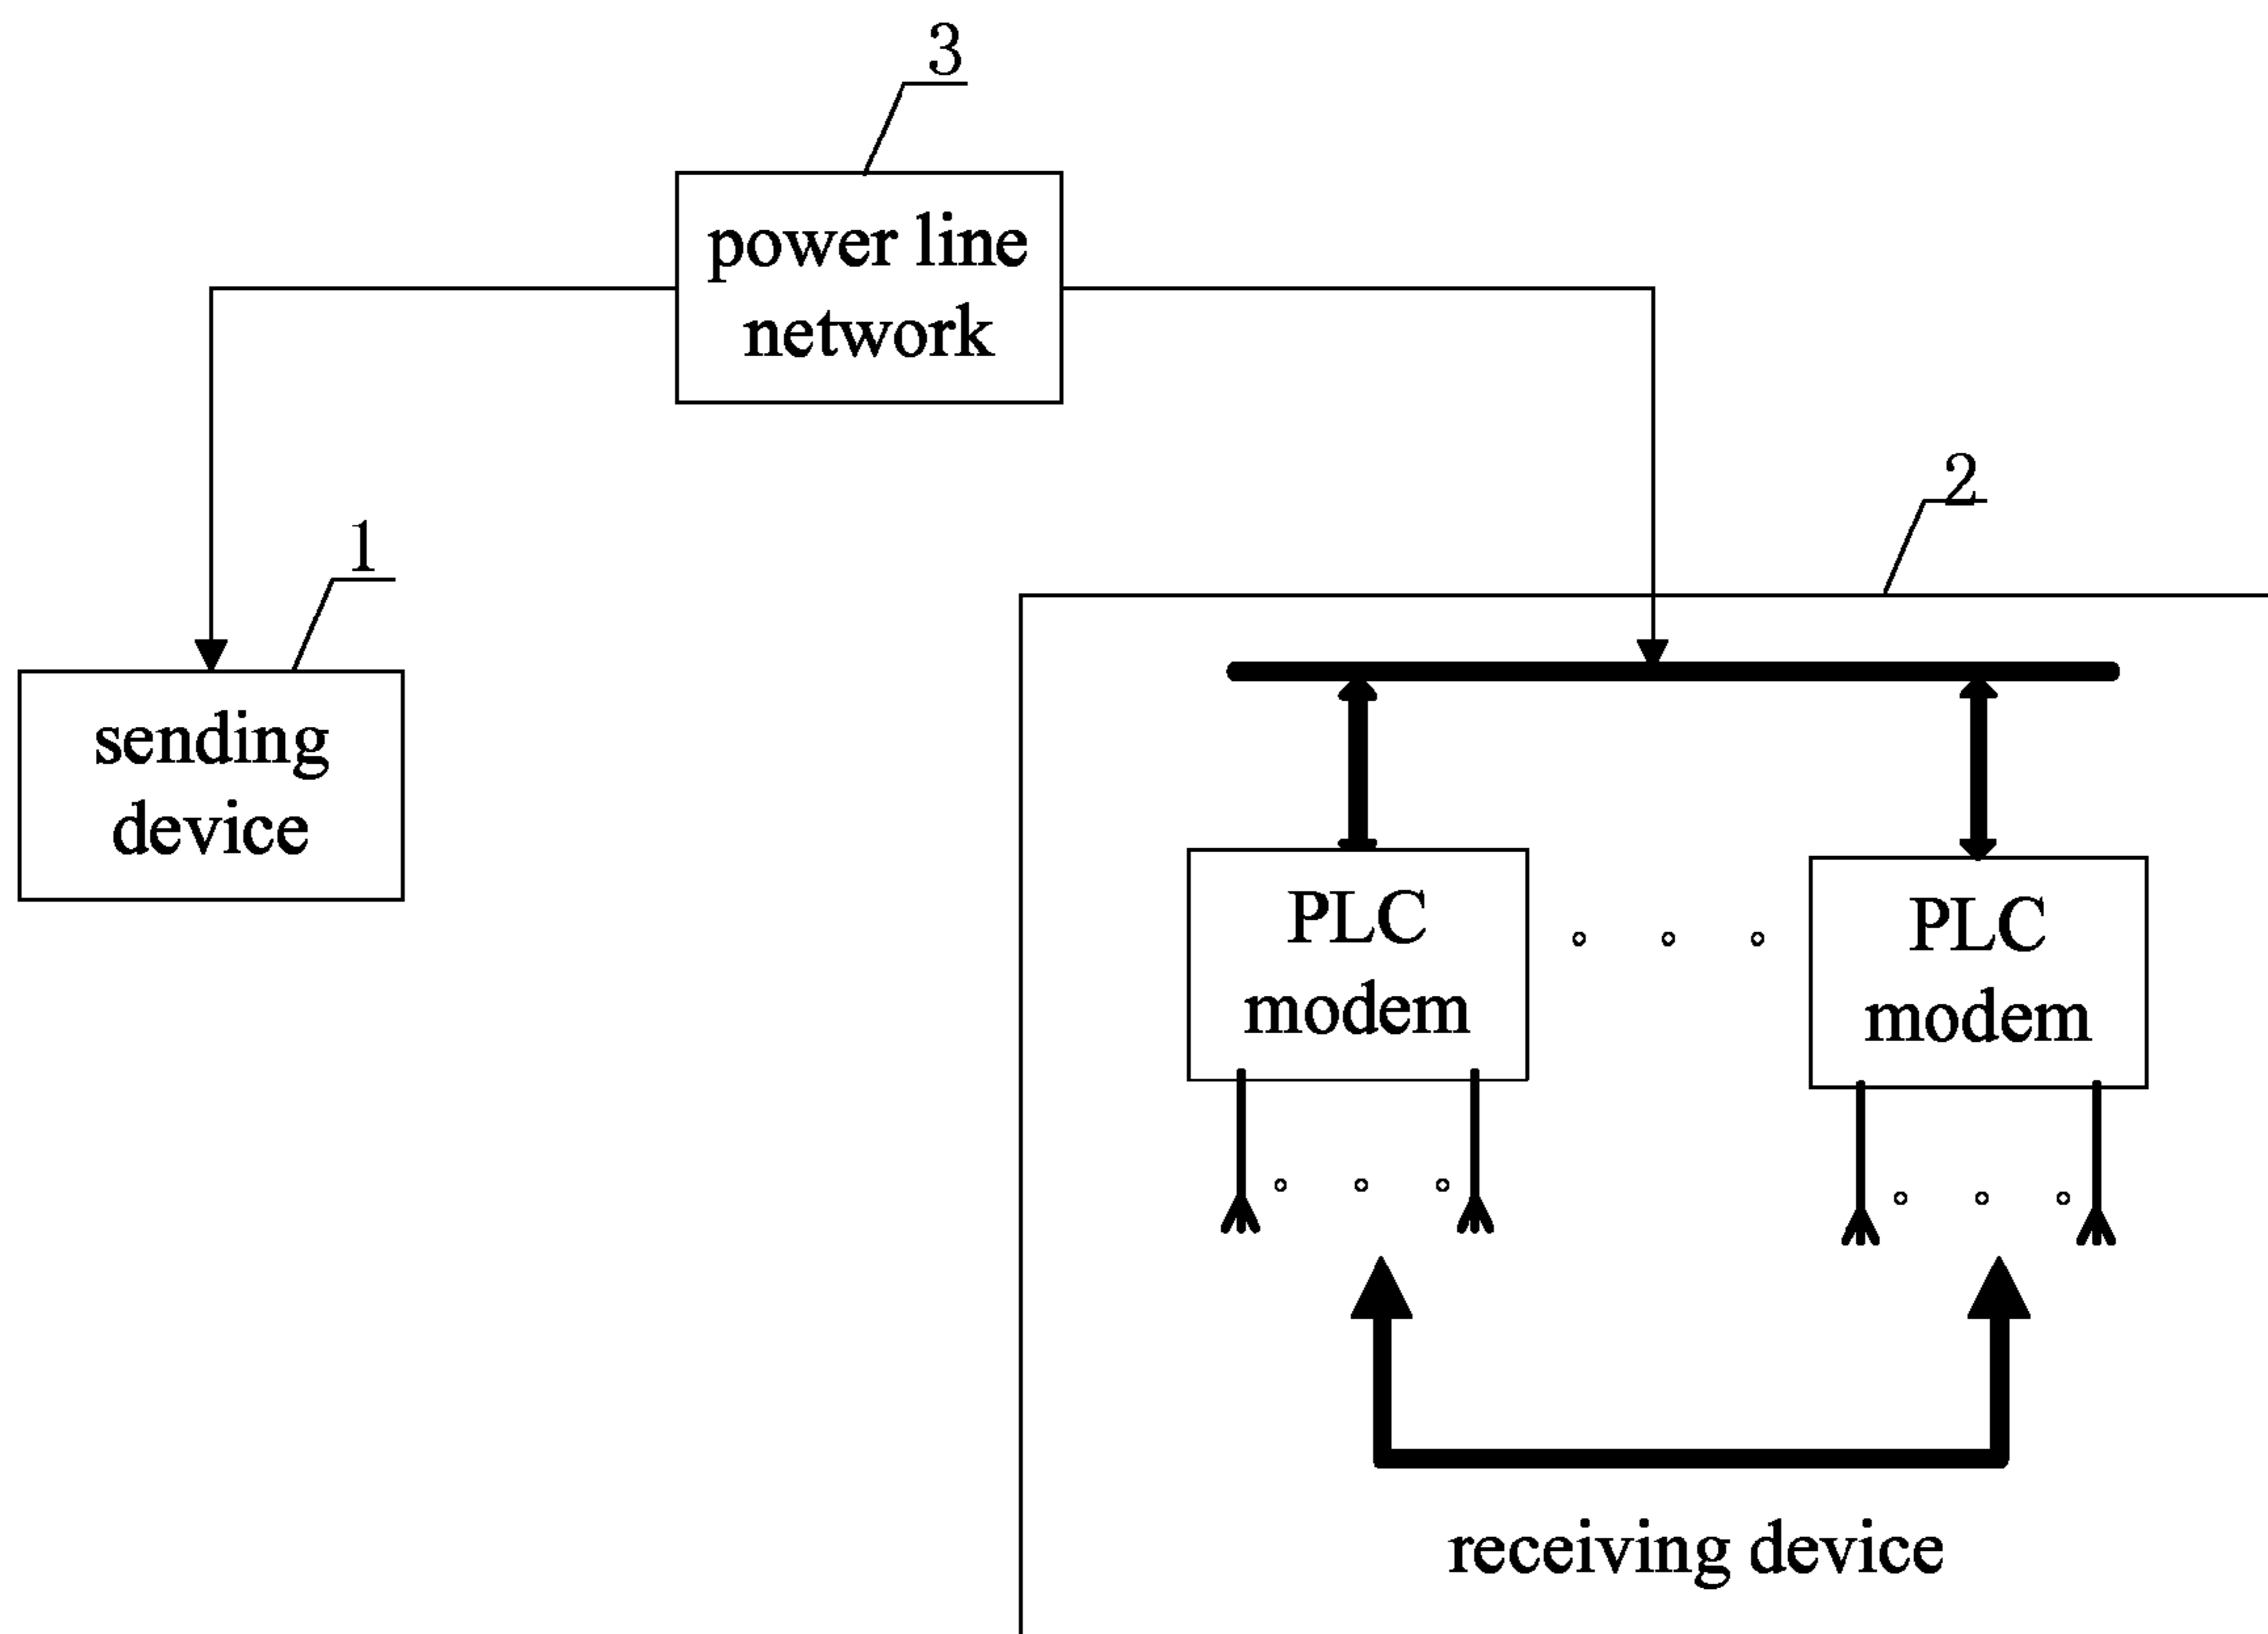 3
power line
network
2
1
sending
device
PLC
modem
PLC
modem
receiving device